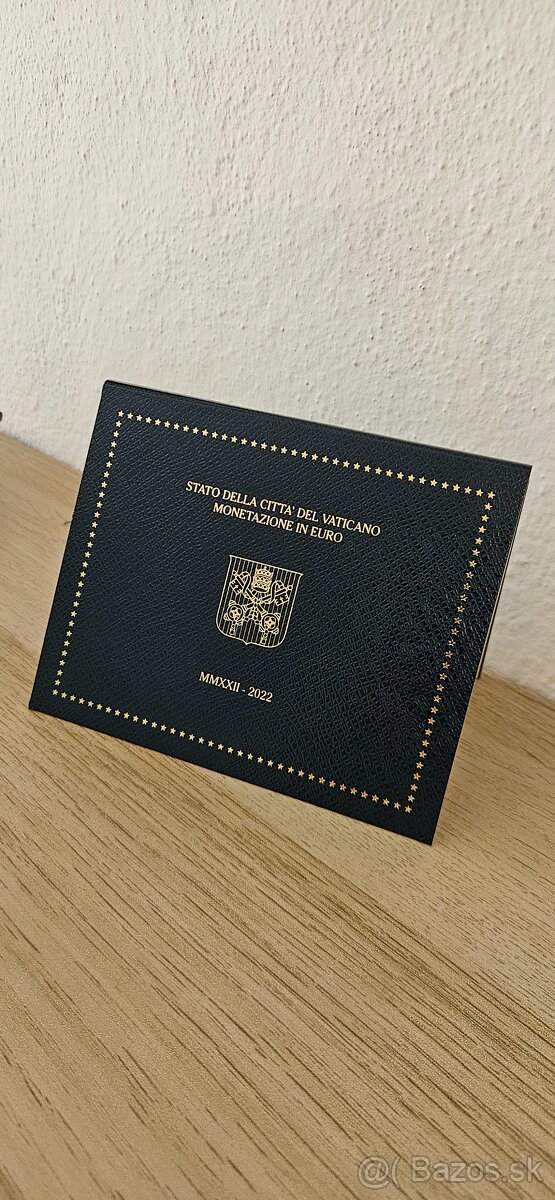 STATO DELLA CITTA' DEL VATICANO
MONETAZIONE IN EURO
MMXXII - 2022
@( Bazos.sk